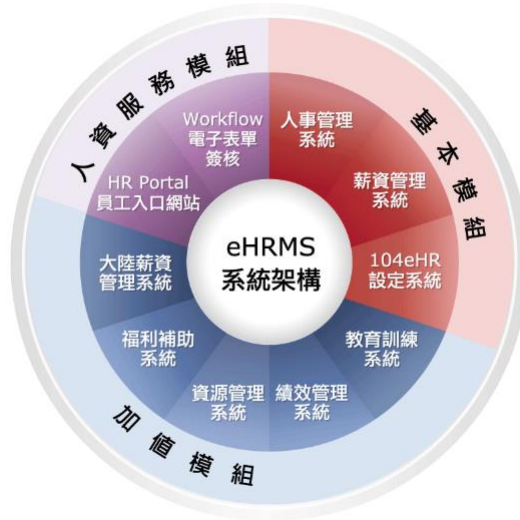 人資服務模組
基本模組
加值模組
eHRMS
系統架構
人事管理
系統
薪資管理
系統
104eHR
設定系統
教育訓練
系統
績效管理
系統
資源管理
系統
福利補助
系統
大陸薪資
管理系統
HR Portal
員工入口網站
Workflow
電子表單
簽核